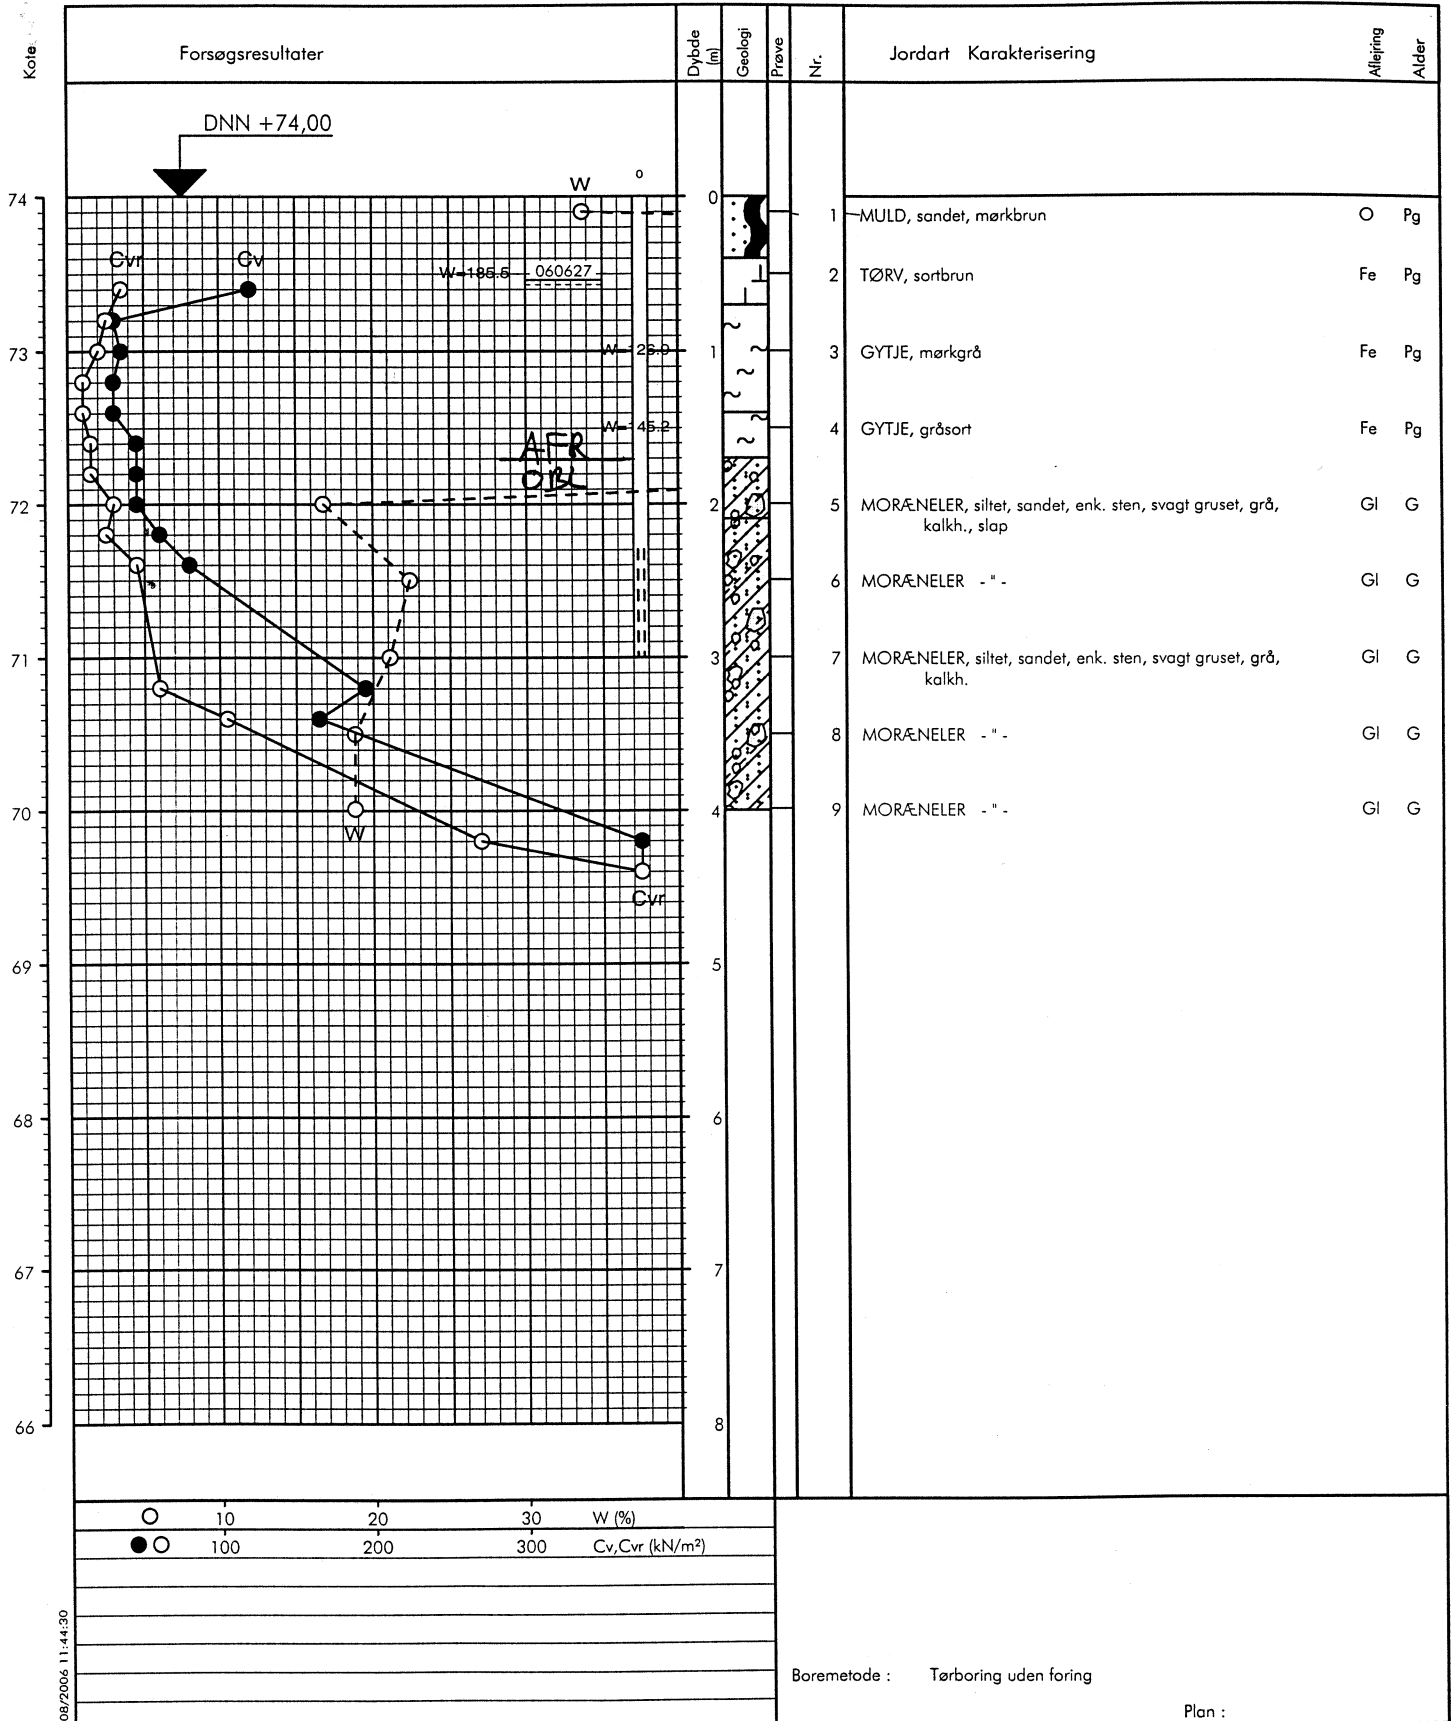 Kote
Forsøgsresultater
Dybde (m)
Geologi
Prøve
Nr.
Jordart Karakterisering
Aflejring
Alder
DNN +74,00
W
o
74
0
1 MULD, sandet, mørkbrun O Pg
Cvr Cv
W=185.5 060627
2 TØRV, sortbrun Fe Pg
73
W=126.9
1
3 GYTJE, mørkgrå Fe Pg
W=145.2
4 GYTJE, gråsort Fe Pg
AFR
OBL
72
2
5 MORÆNELER, siltet, sandet, enk. sten, svagt gruset, grå, Gl G
kalkh., slap
6 MORÆNELER - " - Gl G
71
3
7 MORÆNELER, siltet, sandet, enk. sten, svagt gruset, grå, Gl G
kalkh.
8 MORÆNELER - " - Gl G
70
4
9 MORÆNELER - " - Gl G
W
Cvr
69
5
68
6
67
7
66
8
10 20 30 W (%)
100 200 300 Cv,Cvr (kN/m²)
08/2006 11:44:30
Boremetode : Tørboring uden foring
Plan :